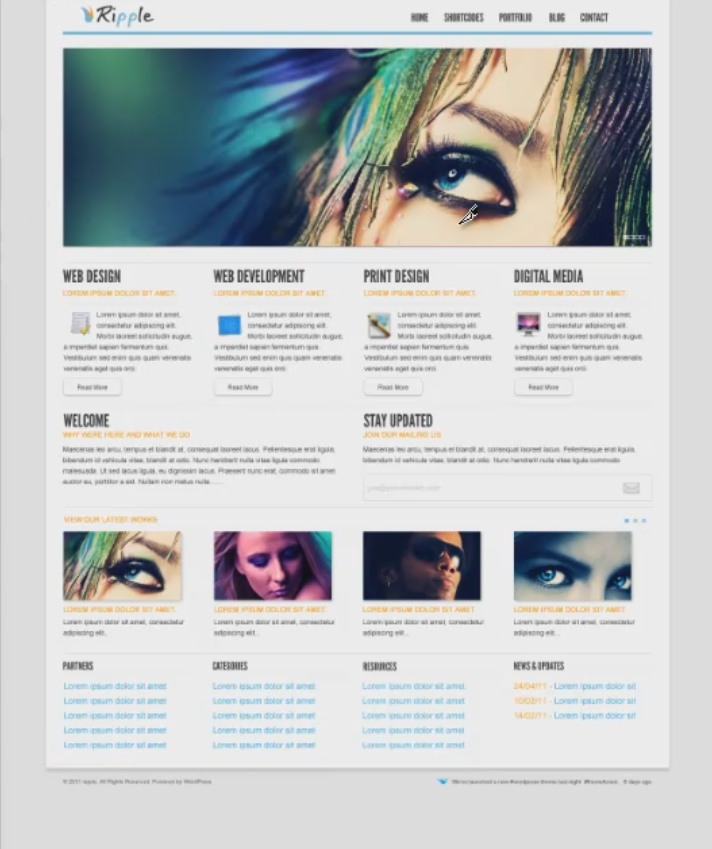 Ripple
HOME SHORTCODES PORTFOLIO BLOG CONTACT
WEB DESIGN
LOREM IPSUM DOLOR SIT AMET.
Lorem ipsum dolor sit amet,
consectetur adipiscing elit.
Morbi laoreet sollicitudin augue,
a imperdiet sapien fermentum quis.
Vestibulum sed enim quis quam venenatis
venenatis eget quis orci.
Read More
WEB DEVELOPMENT
LOREM IPSUM DOLOR SIT AMET.
Lorem ipsum dolor sit amet,
consectetur adipiscing elit.
Morbi laoreet sollicitudin augue,
a imperdiet sapien fermentum quis.
Vestibulum sed enim quis quam venenatis
venenatis eget quis orci.
Read More
PRINT DESIGN
LOREM IPSUM DOLOR SIT AMET.
Lorem ipsum dolor sit amet,
consectetur adipiscing elit.
Morbi laoreet sollicitudin augue,
a imperdiet sapien fermentum quis.
Vestibulum sed enim quis quam venenatis
venenatis eget quis orci.
Read More
DIGITAL MEDIA
LOREM IPSUM DOLOR SIT AMET.
Lorem ipsum dolor sit amet,
consectetur adipiscing elit.
Morbi laoreet sollicitudin augue,
a imperdiet sapien fermentum quis.
Vestibulum sed enim quis quam venenatis
venenatis eget quis orci.
Read More
WELCOME
WHY WERE HERE AND WHAT WE DO
Maecenas leo arcu, tempus et blandit at, consequat laoreet lacus. Pellentesque erat ligula,
bibendum id vehicula vitae, blandit at odio. Nunc hendrerit nulla vitae ligula commodo
malesuada. Ut sed lacus ligula, eu dignissim lacus. Praesent nunc erat, commodo sit amet
auctor eu, porttitor a est. Nullam non metus nulla......
STAY UPDATED
JOIN OUR MAILING LIS
Maecenas leo arcu, tempus et blandit at, consequat laoreet lacus. Pellentesque erat ligula,
bibendum id vehicula vitae, blandit at odio. Nunc hendrerit nulla vitae ligula commodo
VIEW OUR LATEST WORKS
LOREM IPSUM DOLOR SIT AMET.
Lorem ipsum dolor sit amet, consectetur
adipiscing elit...
LOREM IPSUM DOLOR SIT AMET.
Lorem ipsum dolor sit amet, consectetur
adipiscing elit...
LOREM IPSUM DOLOR SIT AMET.
Lorem ipsum dolor sit amet, consectetur
adipiscing elit...
LOREM IPSUM DOLOR SIT AMET.
Lorem ipsum dolor sit amet, consectetur
adipiscing elit...
PARTNERS
Lorem ipsum dolor sit amet
Lorem ipsum dolor sit amet
Lorem ipsum dolor sit amet
Lorem ipsum dolor sit amet
Lorem ipsum dolor sit amet
CATEGORIES
Lorem ipsum dolor sit amet
Lorem ipsum dolor sit amet
Lorem ipsum dolor sit amet
Lorem ipsum dolor sit amet
Lorem ipsum dolor sit amet
RESOURCES
Lorem ipsum dolor sit amet
Lorem ipsum dolor sit amet
Lorem ipsum dolor sit amet
Lorem ipsum dolor sit amet
Lorem ipsum dolor sit amet
NEWS & UPDATES
24/04/11 - Lorem ipsum dolor sit
10/02/11 - Lorem ipsum dolor sit
14/02/11 - Lorem ipsum dolor sit
© 2011 ripple. All Rights Reserved. Powered by WordPress
launched a new theme last night #themeforest. 6 days ago